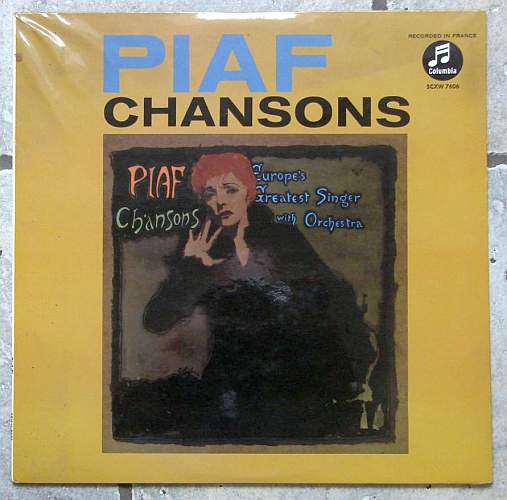 PIAF
CHANSONS
RECORDED IN FRANCE
Columbia
SCXW 7606
PIAF
Chansons
Europe's
Greatest Singer
with Orchestra